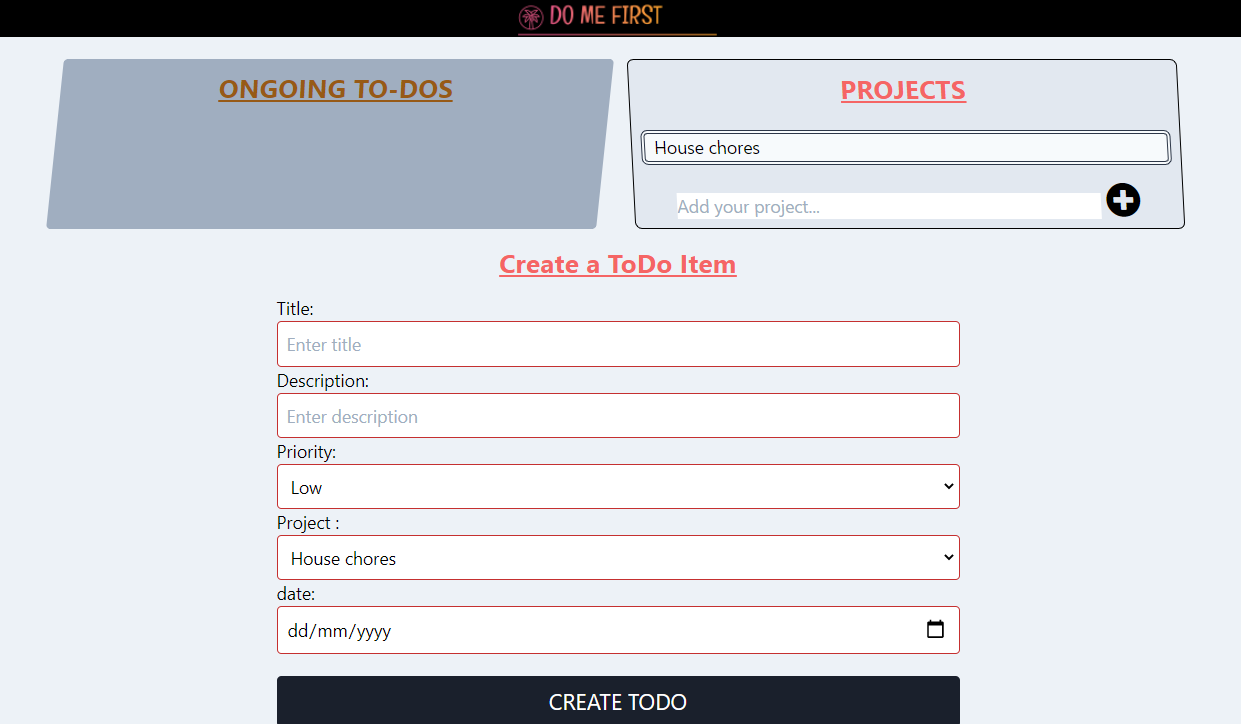 DO ME FIRST
ONGOING TO-DOS
PROJECTS
House chores
Add your project...
Create a ToDo Item
Title:
Enter title
Description:
Enter description
Priority:
Low
Project :
House chores
date:
dd/mm/yyyy
CREATE TODO